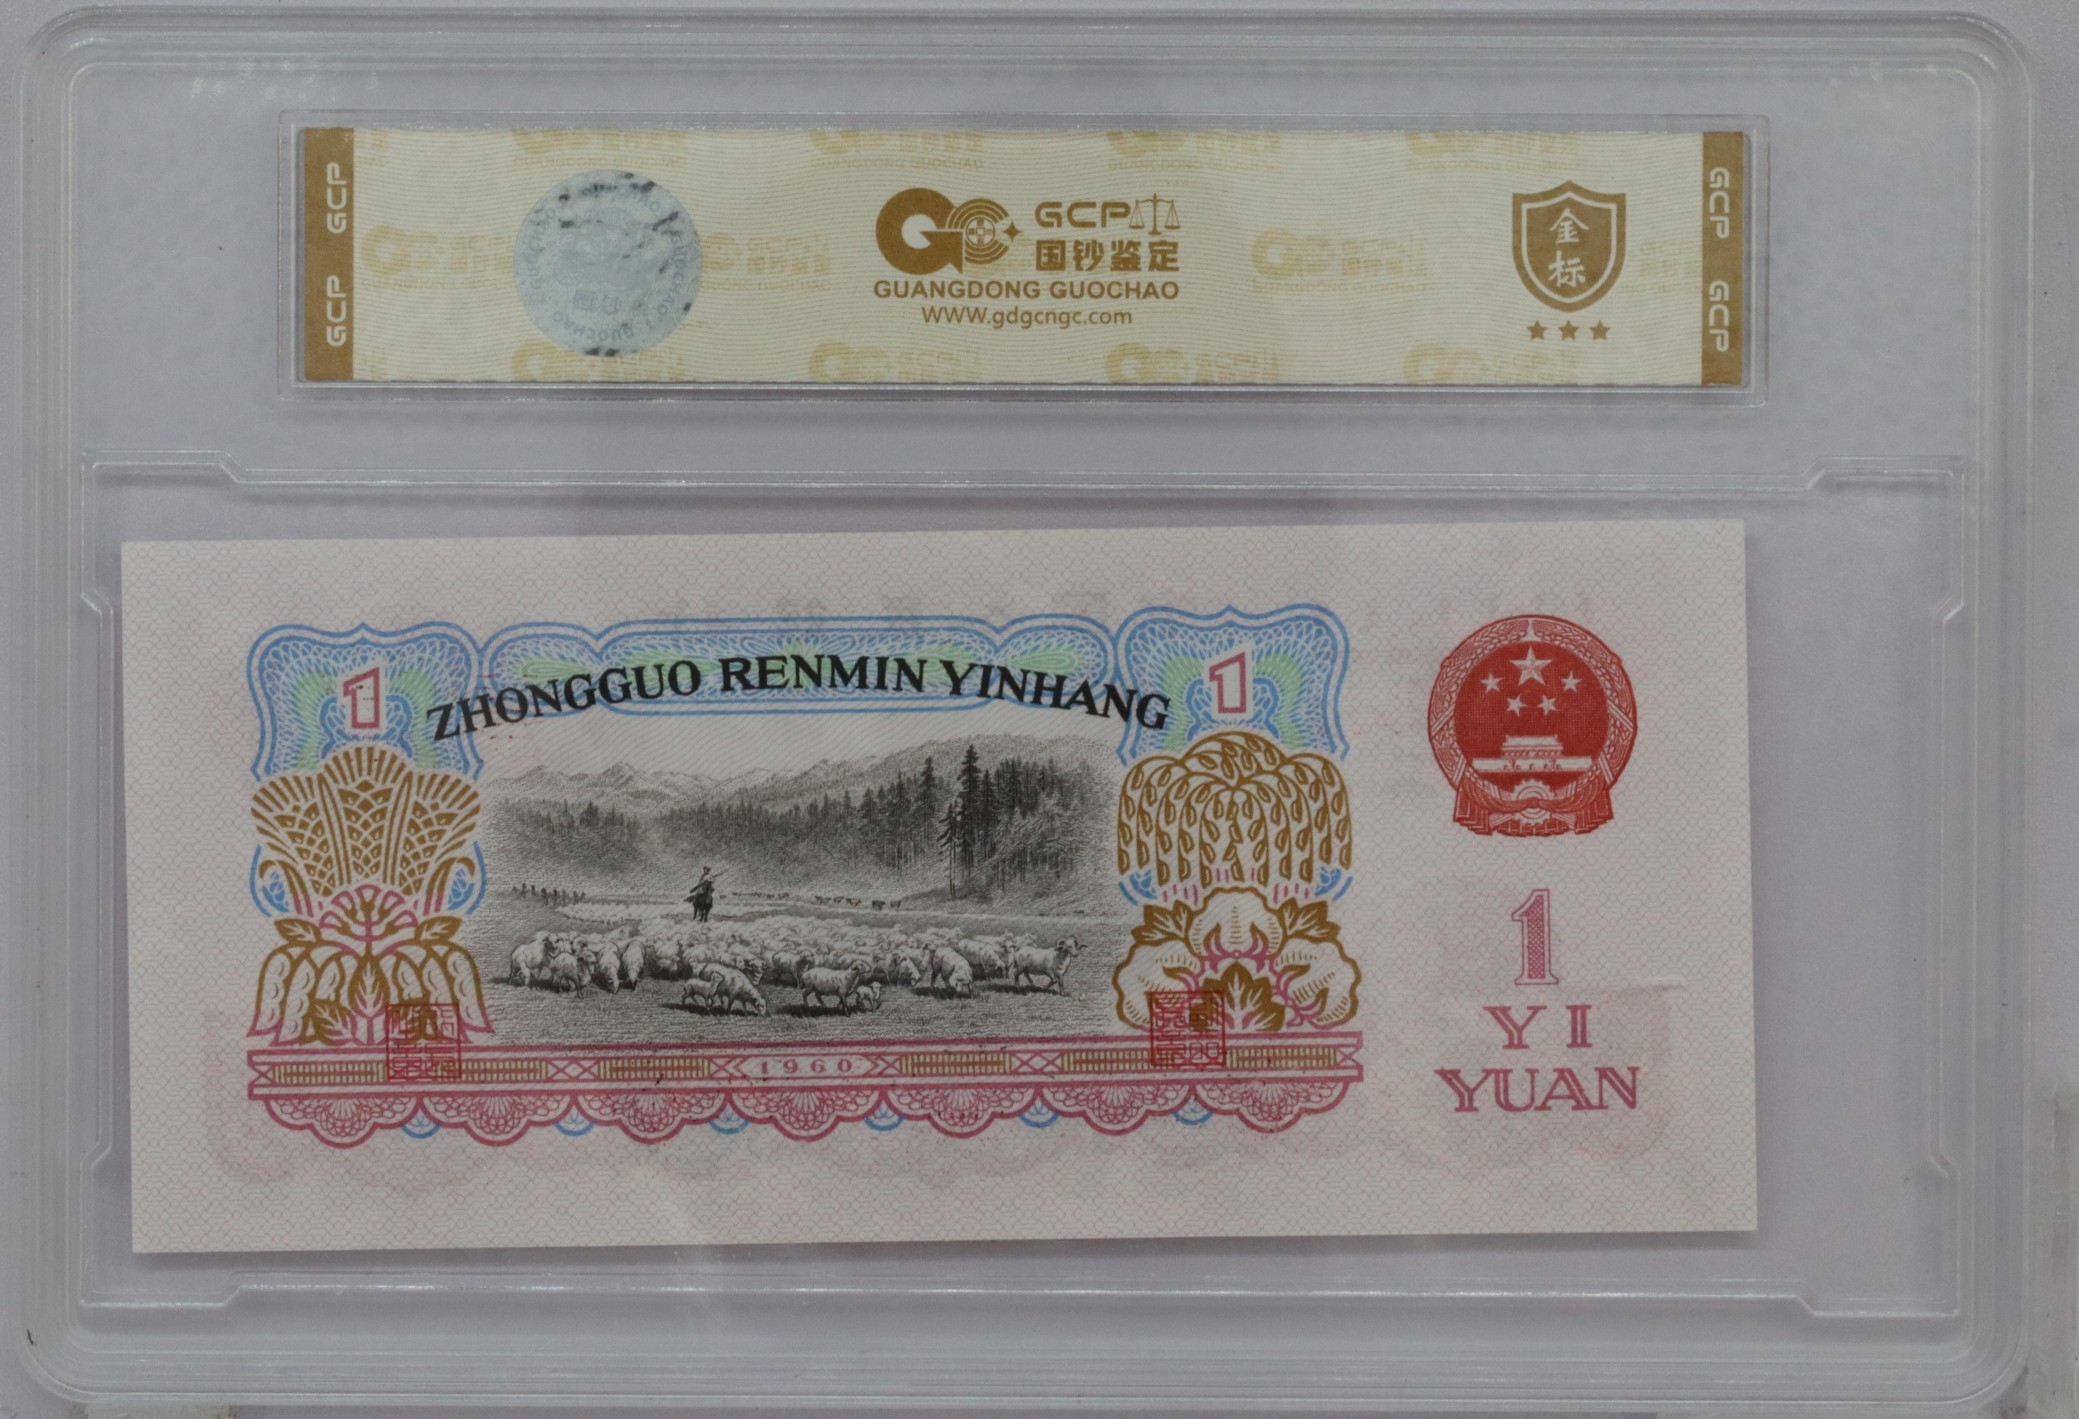 GCP GCP
GCP
国钞鉴定
GUANGDONG GUOCHAO
WWW.gdgcngc.com
金
标
GCP GCP
1
ZHONGGUO RENMIN YINHANG
1
1960
1
YI
YUAN